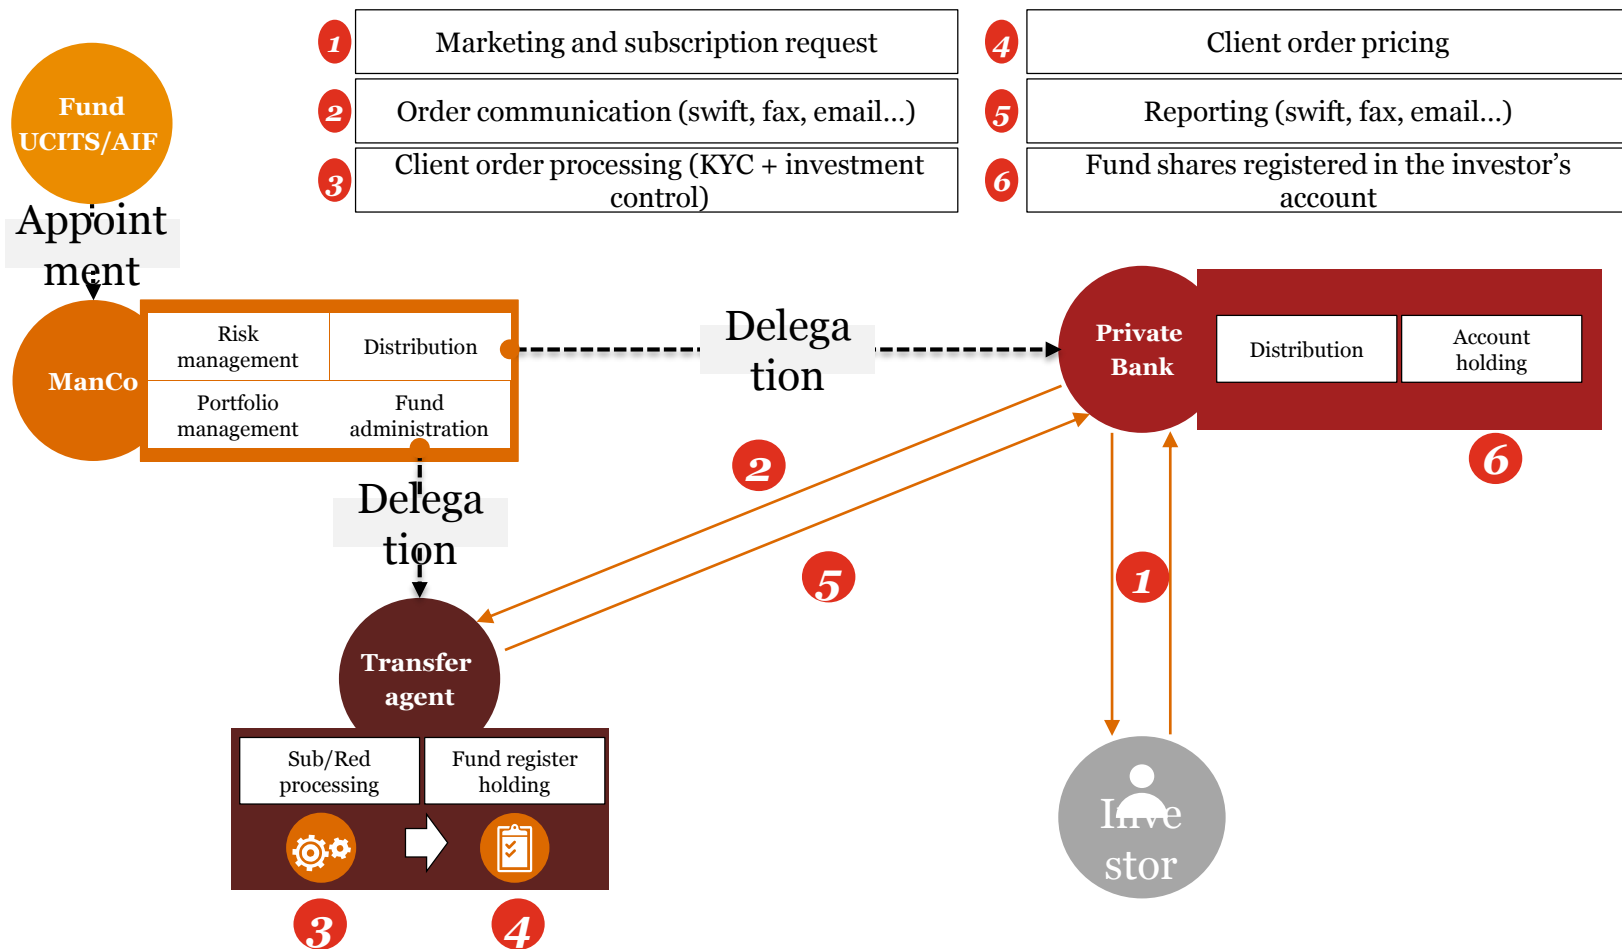 1
Marketing and subscription request
4
Client order pricing
2
Order communication (swift, fax, email...)
5
Reporting (swift, fax, email...)
3
Client order processing (KYC + investment
control)
6
Fund shares registered in the investor’s
account
Fund
UCITS/AIF
Appoint
ment
ManCo
Risk
management
Distribution
Portfolio
management
Fund
administration
Delega
tion
Private
Bank
Distribution
Account
holding
6
2
Delega
tion
5
1
Transfer
agent
Sub/Red
processing
Fund register
holding
3
4
Inve
stor